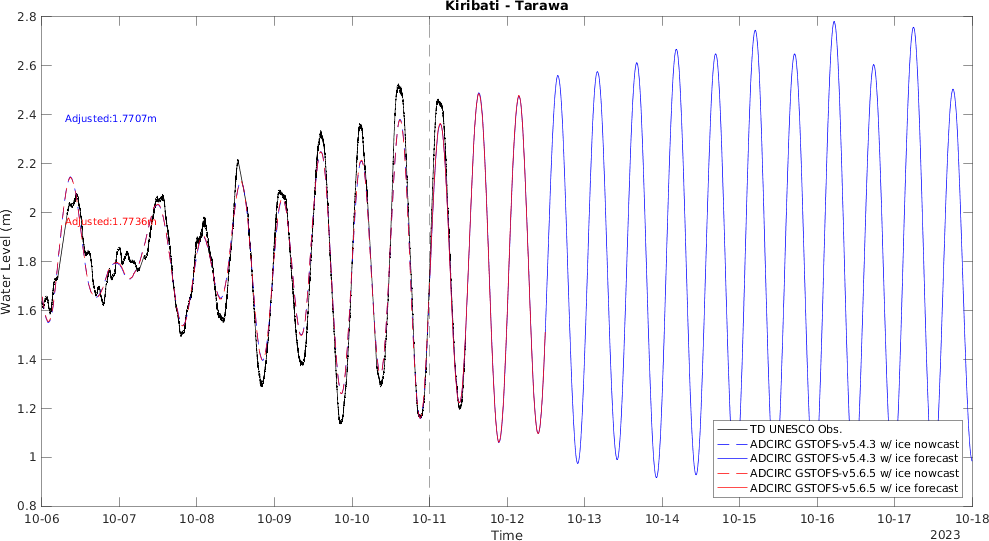 Kiribati - Tarawa
2.8
2.6
2.4
2.2
2
1.8
1.6
1.4
1.2
1
0.8
Water Level (m)
Adjusted:1.7707m
Adjusted:1.7736m
TD UNESCO Obs.
ADCIRC GSTOFS-v5.4.3 w/ ice nowcast
ADCIRC GSTOFS-v5.4.3 w/ ice forecast
ADCIRC GSTOFS-v5.6.5 w/ ice nowcast
ADCIRC GSTOFS-v5.6.5 w/ ice forecast
10-06 10-07 10-08 10-09 10-10 10-11 10-12 10-13 10-14 10-15 10-16 10-17 10-18
Time
2023